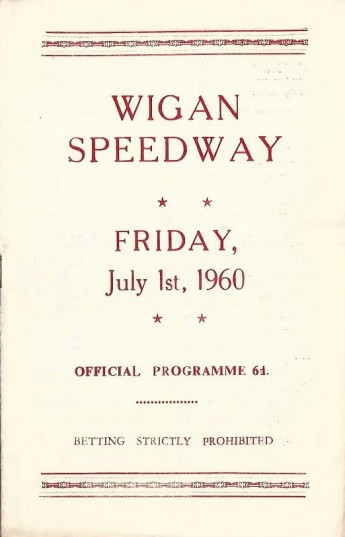 WIGAN
SPEEDWAY
FRIDAY,
July 1st, 1960
OFFICIAL PROGRAMME 6d.
BETTING STRICTLY PROHIBITED